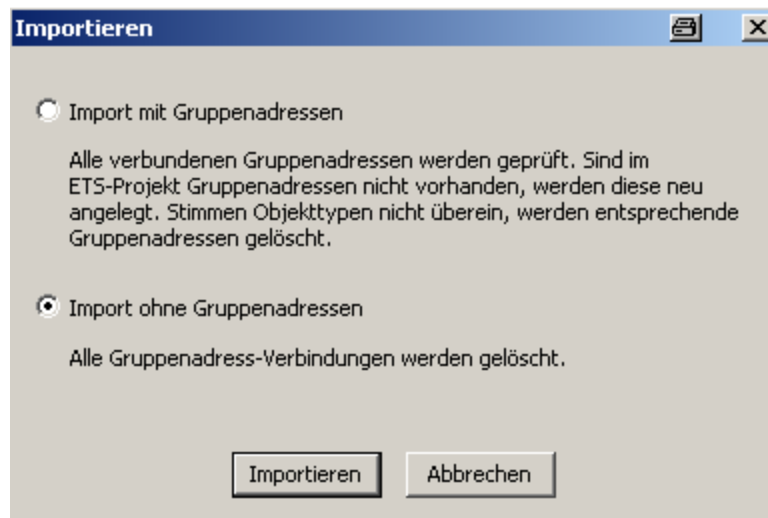 Importieren
Import mit Gruppenadressen
Alle verbundenen Gruppenadressen werden geprüft. Sind im
ETS-Projekt Gruppenadressen nicht vorhanden, werden diese neu
angelegt. Stimmen Objekttypen nicht überein, werden entsprechende
Gruppenadressen gelöscht.
Import ohne Gruppenadressen
Alle Gruppenadress-Verbindungen werden gelöscht.
Importieren Abbrechen